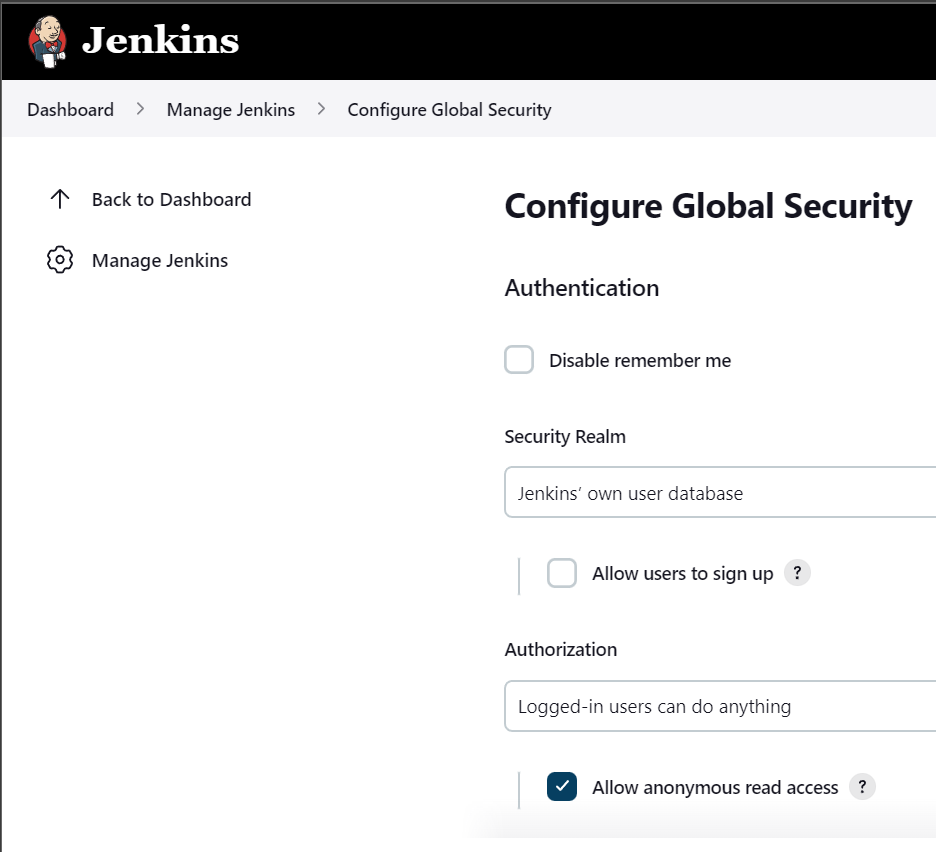 Jenkins
Dashboard > Manage Jenkins > Configure Global Security
Back to Dashboard
Manage Jenkins
Configure Global Security
Authentication
Disable remember me
Security Realm
Jenkins’ own user database
Allow users to sign up ?
Authorization
Logged-in users can do anything
Allow anonymous read access ?